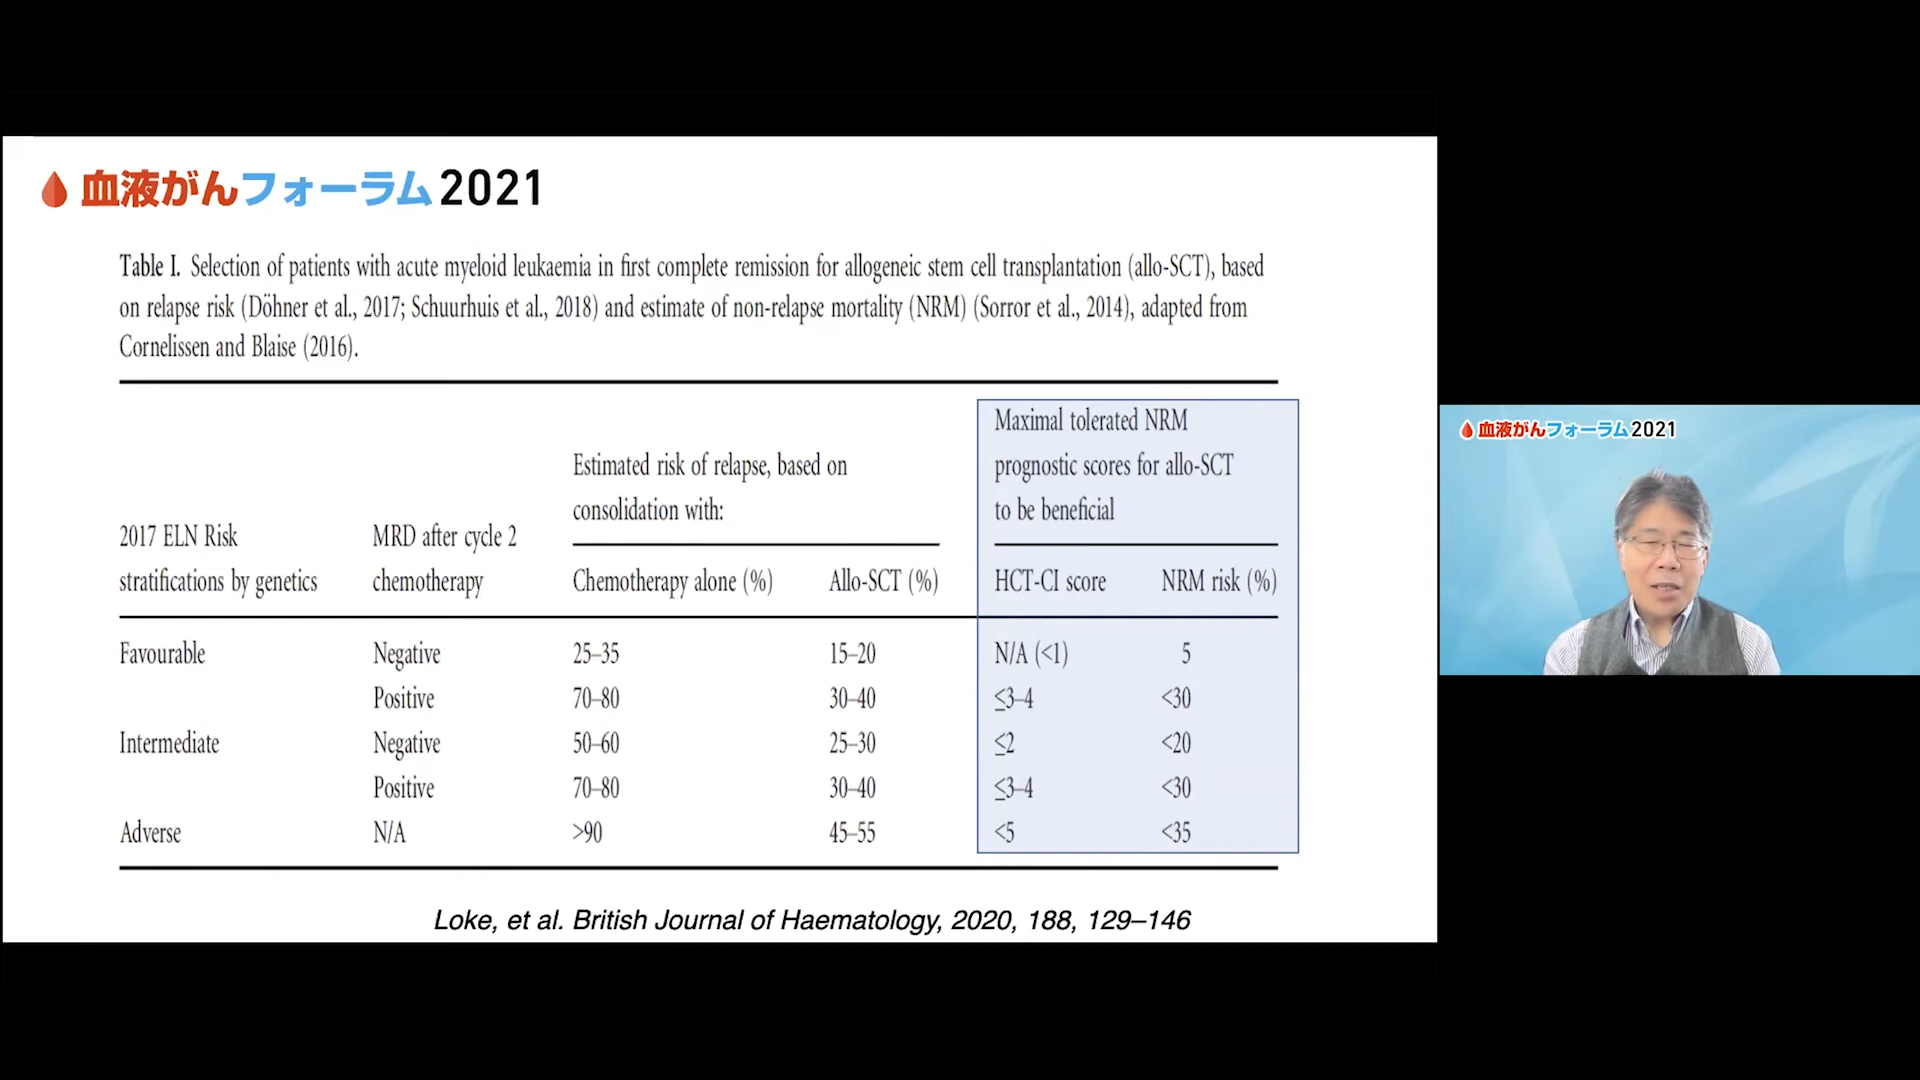 血液がんフォーラム2021
Table I. Selection of patients with acute myeloid leukaemia in first complete remission for allogeneic stem cell transplantation (allo-SCT), based
on relapse risk (Döhner et al., 2017; Schuurhuis et al., 2018) and estimate of non-relapse mortality (NRM) (Sorror et al., 2014), adapted from
Cornelissen and Blaise (2016).
Maximal tolerated NRM
Estimated risk of relapse, based on prognostic scores for allo-SCT
consolidation with: to be beneficial
2017 ELN Risk MRD after cycle 2
stratifications by genetics chemotherapy Chemotherapy alone (%) Allo-SCT (%) HCT-CI score NRM risk (%)
Favourable Negative 25–35 15–20 N/A (<1) 5
Positive 70–80 30–40 ≤3–4 <30
Intermediate Negative 50–60 25–30 ≤2 <20
Positive 70–80 30–40 ≤3–4 <30
Adverse N/A >90 45–55 <5 <35
Loke, et al. British Journal of Haematology, 2020, 188, 129–146
血液がんフォーラム2021